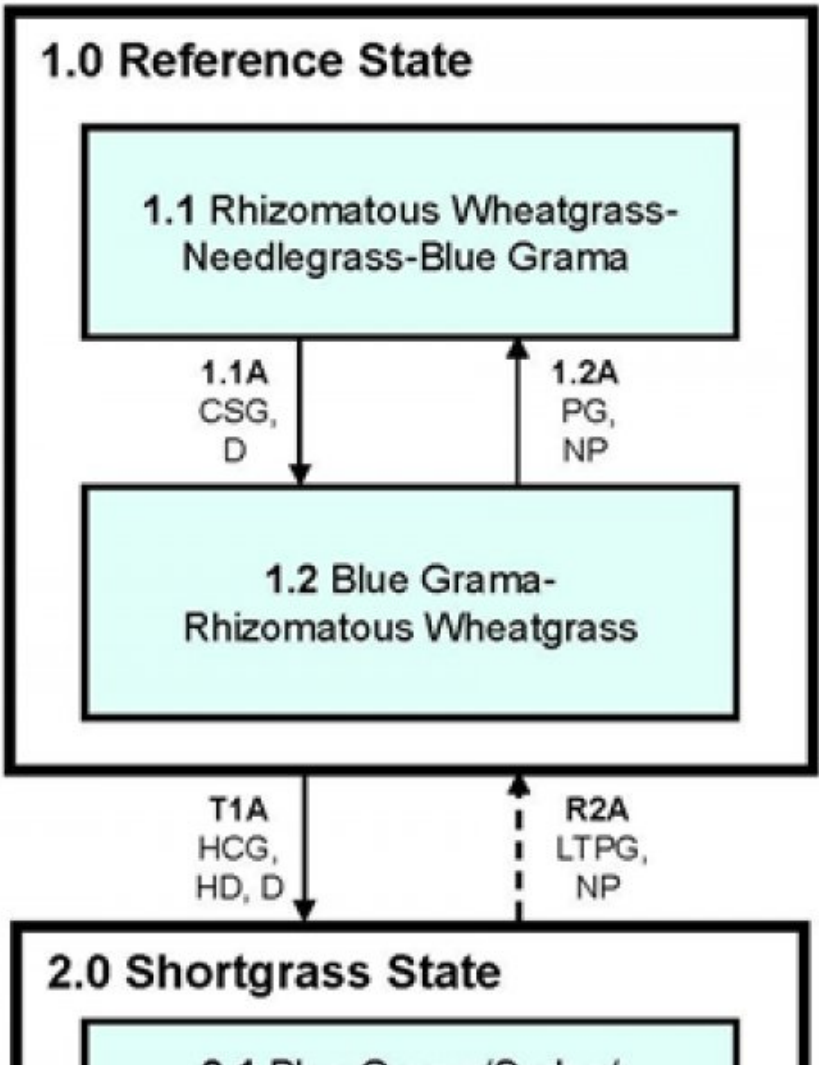 1.0 Reference State
1.1 Rhizomatous Wheatgrass-
Needlegrass-Blue Grama
1.1A
CSG,
D
1.2A
PG,
NP
1.2 Blue Grama-
Rhizomatous Wheatgrass
T1A
HCG,
HD, D
R2A
LTPG,
NP
2.0 Shortgrass State